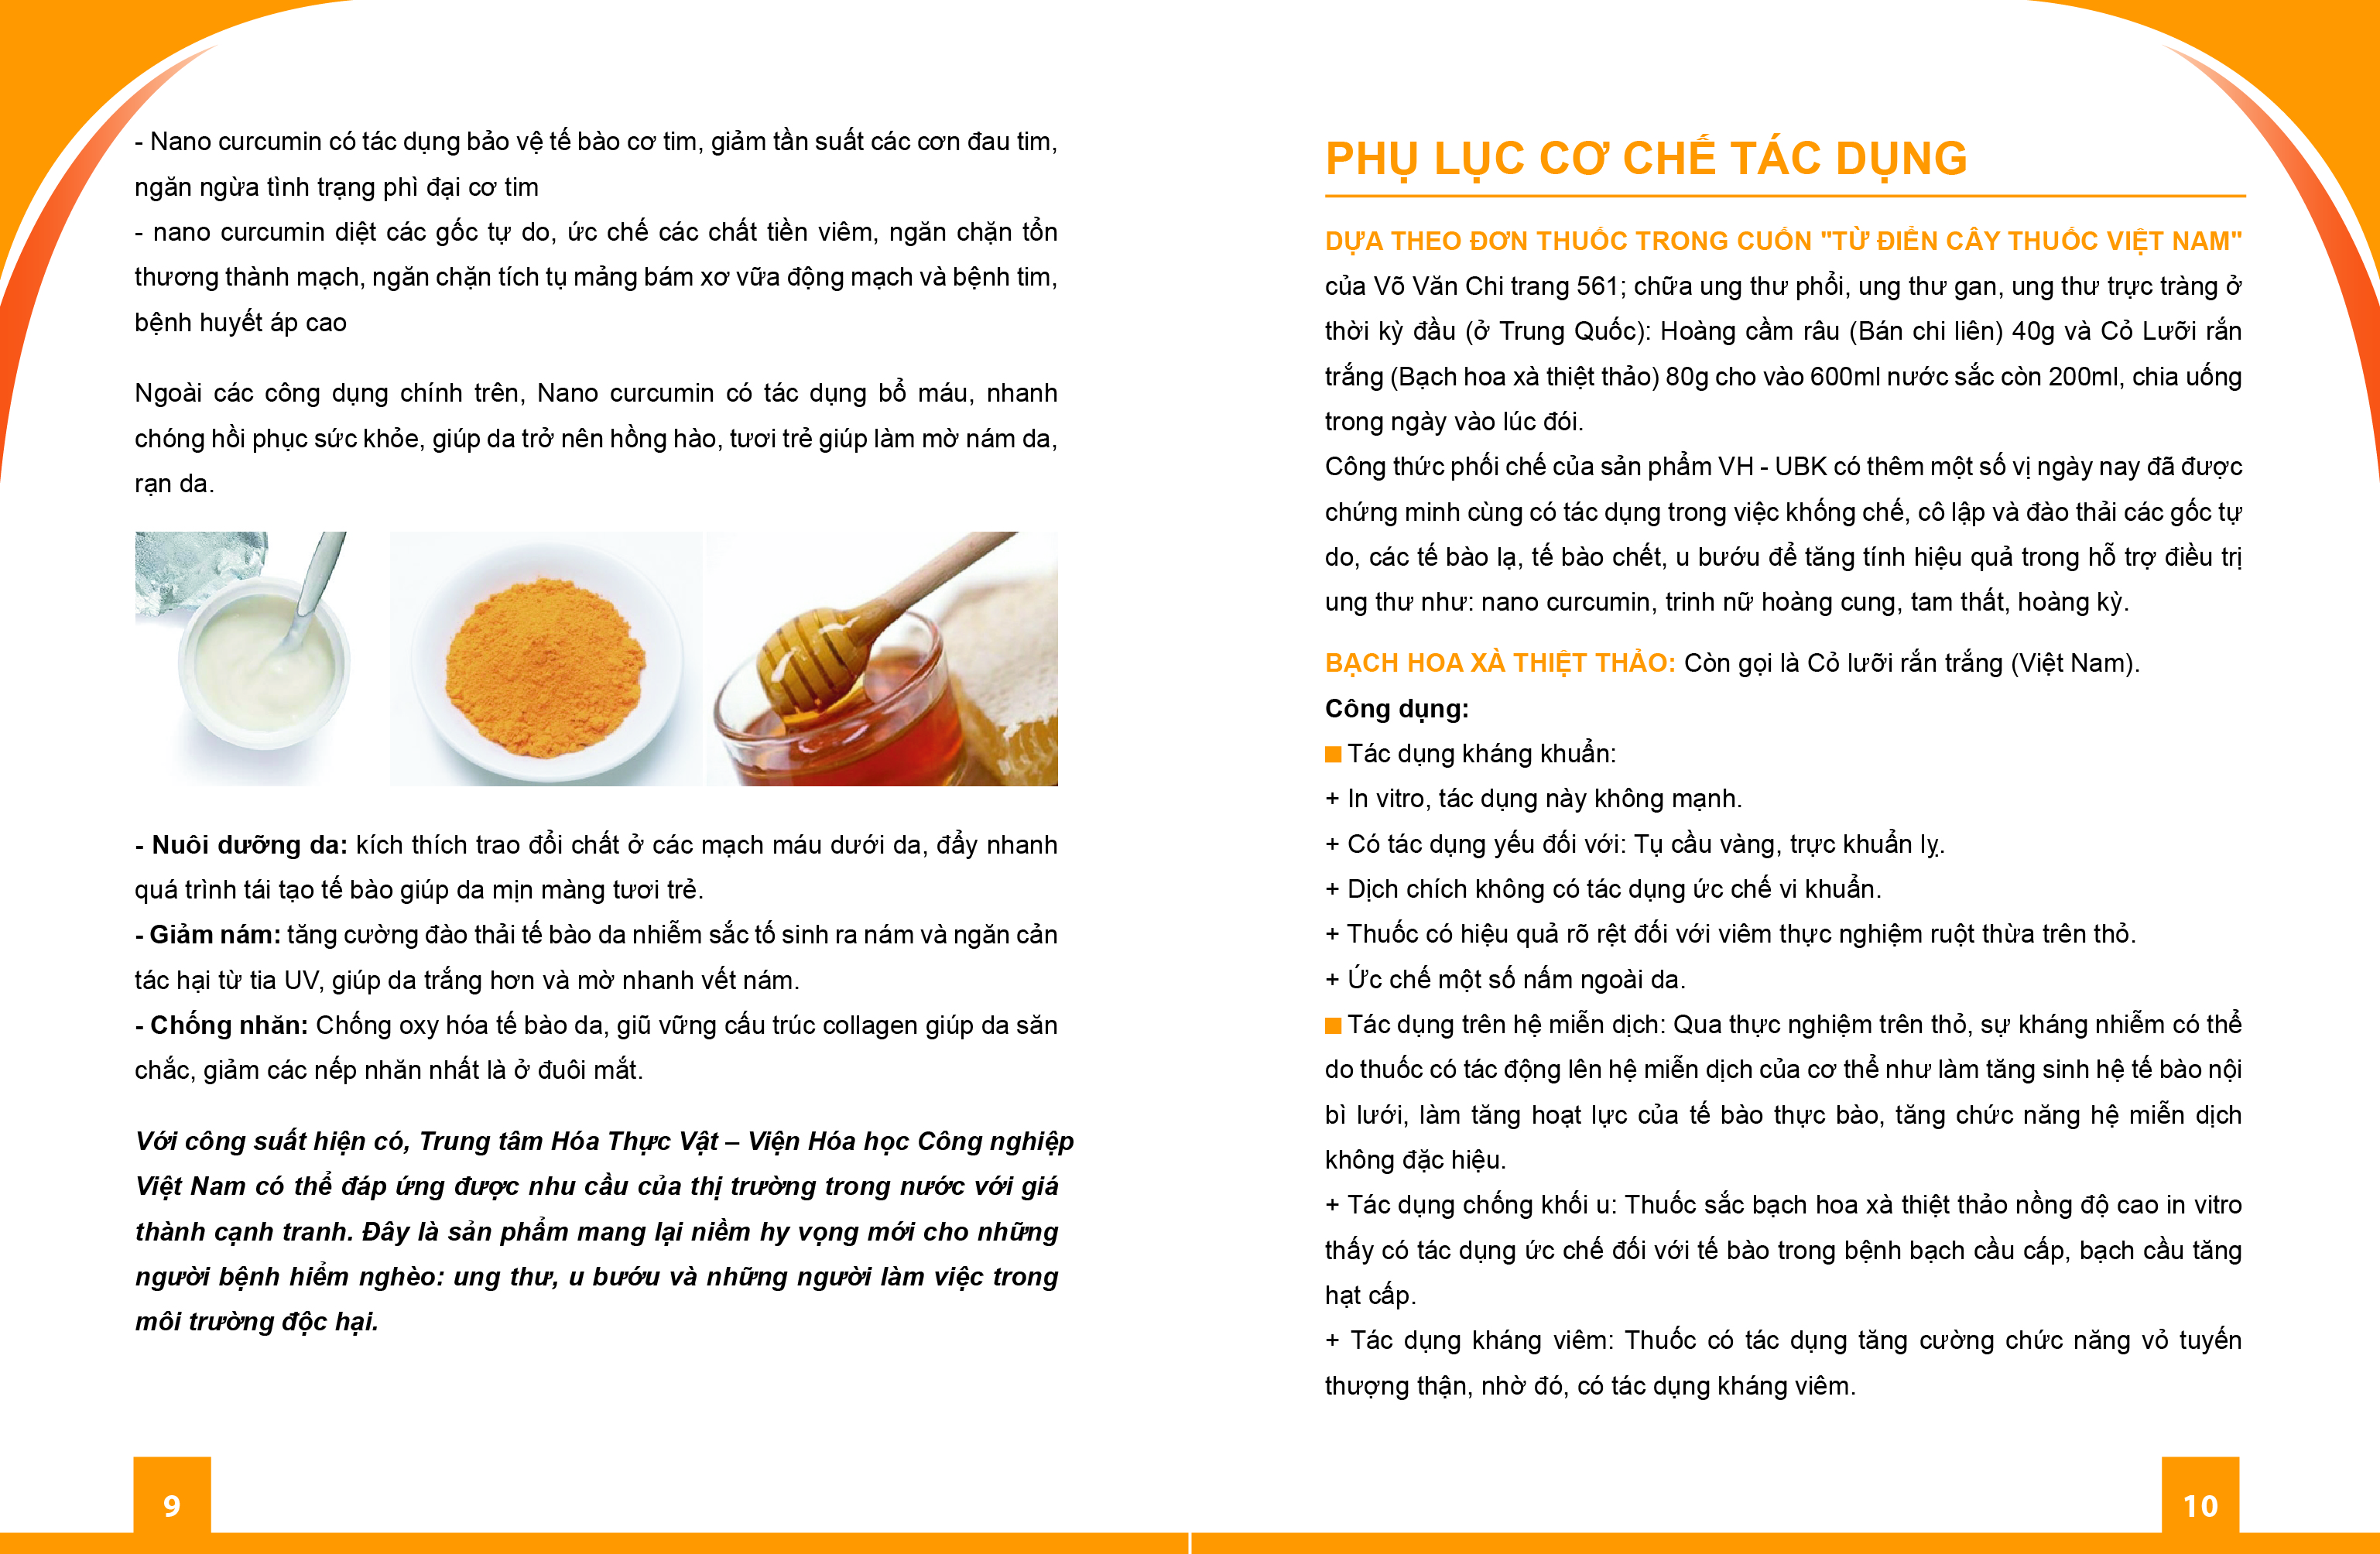 - Nano curcumin có tác dụng bảo vệ tế bào cơ tim, giảm tần suất các cơn đau tim,
ngăn ngừa tình trạng phì đại cơ tim
- nano curcumin diệt các gốc tự do, ức chế các chất tiền viêm, ngăn chặn tổn
thương thành mạch, ngăn chặn tích tụ mảng bám xơ vữa động mạch và bệnh tim,
bệnh huyết áp cao
Ngoài các công dụng chính trên, Nano curcumin có tác dụng bổ máu, nhanh
chóng hồi phục sức khỏe, giúp da trở nên hồng hào, tươi trẻ giúp làm mờ nám da,
rạn da.
- Nuôi dưỡng da: kích thích trao đổi chất ở các mạch máu dưới da, đẩy nhanh
quá trình tái tạo tế bào giúp da mịn màng tươi trẻ.
- Giảm nám: tăng cường đào thải tế bào da nhiễm sắc tố sinh ra nám và ngăn cản
tác hại từ tia UV, giúp da trắng hơn và mờ nhanh vết nám.
- Chống nhăn: Chống oxy hóa tế bào da, giũ vững cấu trúc collagen giúp da săn
chắc, giảm các nếp nhăn nhất là ở đuôi mắt.
Với công suất hiện có, Trung tâm Hóa Thực Vật – Viện Hóa học Công nghiệp
Việt Nam có thể đáp ứng được nhu cầu của thị trường trong nước với giá
thành cạnh tranh. Đây là sản phẩm mang lại niềm hy vọng mới cho những
người bệnh hiểm nghèo: ung thư, u bướu và những người làm việc trong
môi trường độc hại.
9
PHỤ LỤC CƠ CHẾ TÁC DỤNG
DỰA THEO ĐƠN THUỐC TRONG CUỐN "TỪ ĐIỂN CÂY THUỐC VIỆT NAM"
của Võ Văn Chi trang 561; chữa ung thư phổi, ung thư gan, ung thư trực tràng ở
thời kỳ đầu (ở Trung Quốc): Hoàng cầm râu (Bán chi liên) 40g và Cỏ Lưỡi rắn
trắng (Bạch hoa xà thiệt thảo) 80g cho vào 600ml nước sắc còn 200ml, chia uống
trong ngày vào lúc đói.
Công thức phối chế của sản phẩm VH - UBK có thêm một số vị ngày nay đã được
chứng minh cùng có tác dụng trong việc khống chế, cô lập và đào thải các gốc tự
do, các tế bào lạ, tế bào chết, u bướu để tăng tính hiệu quả trong hỗ trợ điều trị
ung thư như: nano curcumin, trinh nữ hoàng cung, tam thất, hoàng kỳ.
BẠCH HOA XÀ THIỆT THẢO: Còn gọi là Cỏ lưỡi rắn trắng (Việt Nam).
Công dụng:
■ Tác dụng kháng khuẩn:
+ In vitro, tác dụng này không mạnh.
+ Có tác dụng yếu đối với: Tụ cầu vàng, trực khuẩn lỵ.
+ Dịch chích không có tác dụng ức chế vi khuẩn.
+ Thuốc có hiệu quả rõ rệt đối với viêm thực nghiệm ruột thừa trên thỏ.
+ Ức chế một số nấm ngoài da.
■ Tác dụng trên hệ miễn dịch: Qua thực nghiệm trên thỏ, sự kháng nhiễm có thể
do thuốc có tác động lên hệ miễn dịch của cơ thể như làm tăng sinh hệ tế bào nội
bì lưới, làm tăng hoạt lực của tế bào thực bào, tăng chức năng hệ miễn dịch
không đặc hiệu.
+ Tác dụng chống khối u: Thuốc sắc bạch hoa xà thiệt thảo nồng độ cao in vitro
thấy có tác dụng ức chế đối với tế bào trong bệnh bạch cầu cấp, bạch cầu tăng
hạt cấp.
+ Tác dụng kháng viêm: Thuốc có tác dụng tăng cường chức năng vỏ tuyến
thượng thận, nhờ đó, có tác dụng kháng viêm.
10